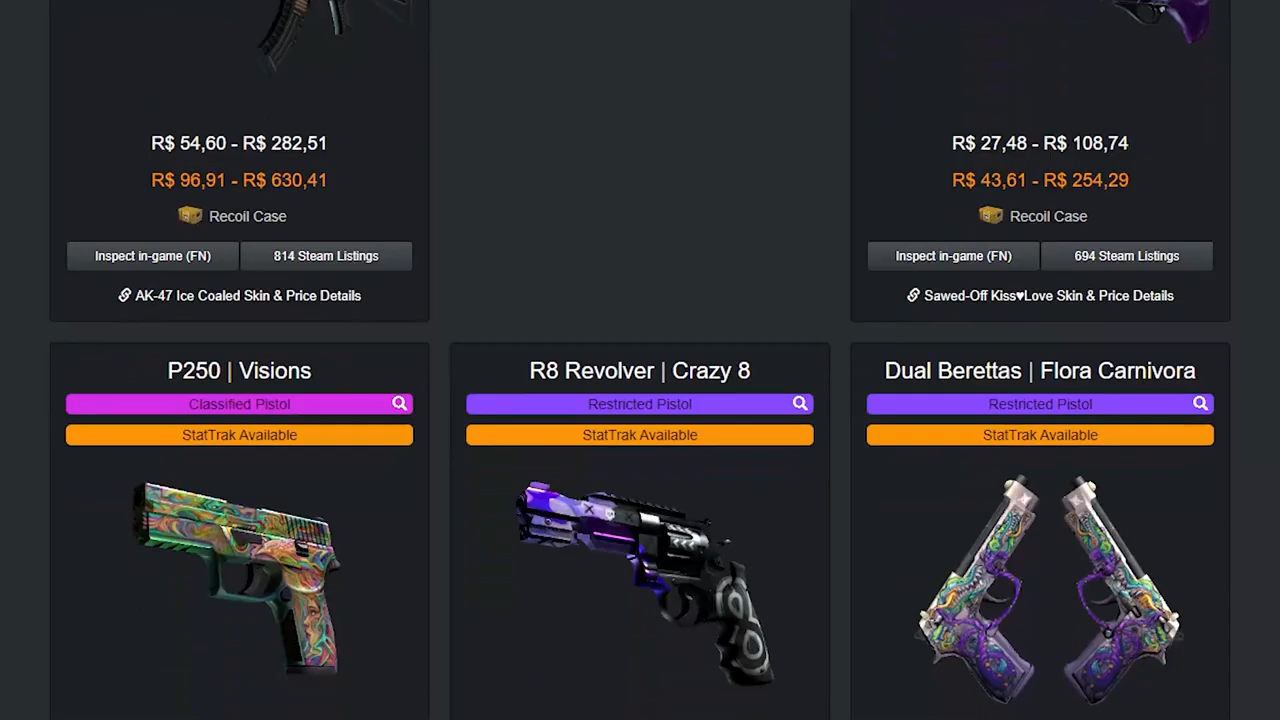 R$ 54,60 - R$ 282,51
R$ 96,91 - R$ 630,41
Recoil Case
Inspect in-game (FN)
814 Steam Listings
AK-47 Ice Coaled Skin & Price Details
R$ 27,48 - R$ 108,74
R$ 43,61 - R$ 254,29
Recoil Case
Inspect in-game (FN)
694 Steam Listings
Sawed-Off Kiss♥Love Skin & Price Details
P250 | Visions
Classified Pistol
StatTrak Available
R8 Revolver | Crazy 8
Restricted Pistol
StatTrak Available
Dual Berettas | Flora Carnivora
Restricted Pistol
StatTrak Available